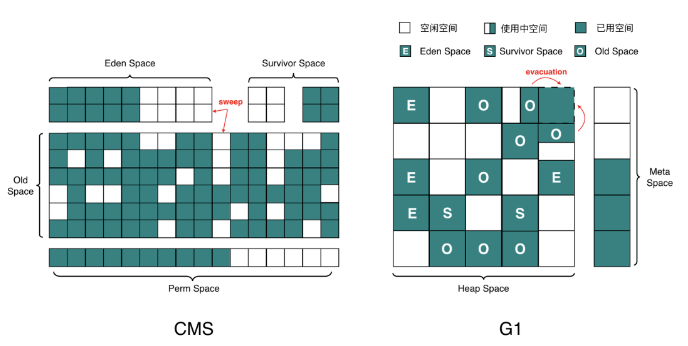 空闲空间 使用中空间 已用空间
E Eden Space S Survivor Space O Old Space
Eden Space
Survivor Space
sweep
Old
Space
Perm Space
CMS
evacuation
E O O
O O
E O E
E S S
O O O
Meta
Space
Heap Space
G1